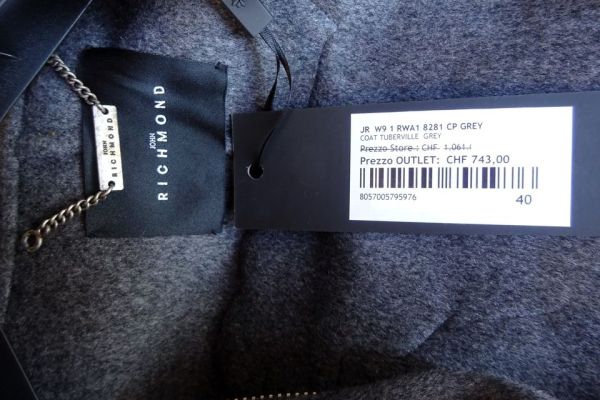 JOHN
RICHMOND
JOHN
RICHMOND
JR W9 1 RWA1 8281 CP GREY
COAT TUBERVILLE GREY
Prezzo Store : CHF 1,061.-
Prezzo OUTLET: CHF 743,00
8057005795976
40